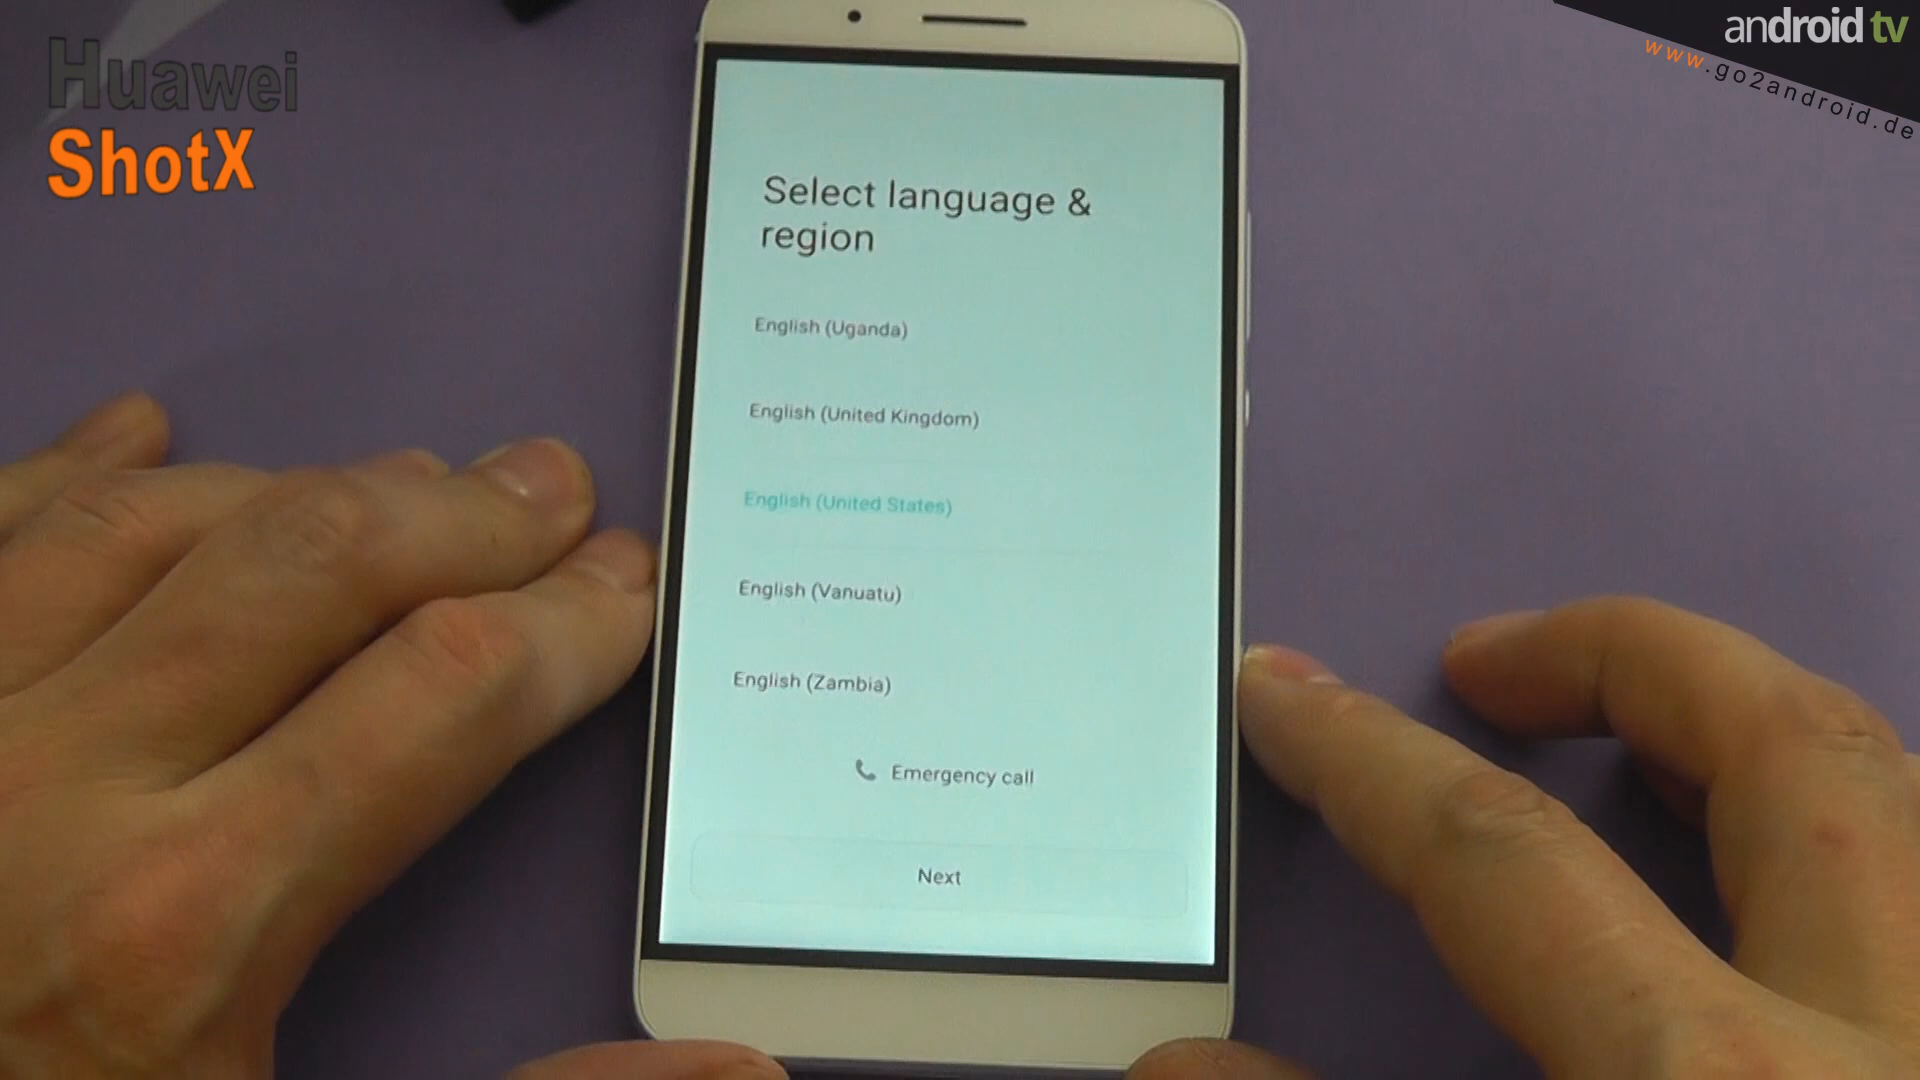 Huawei
ShotX
android tv
www.go2android.de
Select language &
region
English (Uganda)
English (United Kingdom)
English (United States)
English (Vanuatu)
English (Zambia)
Emergency call
Next